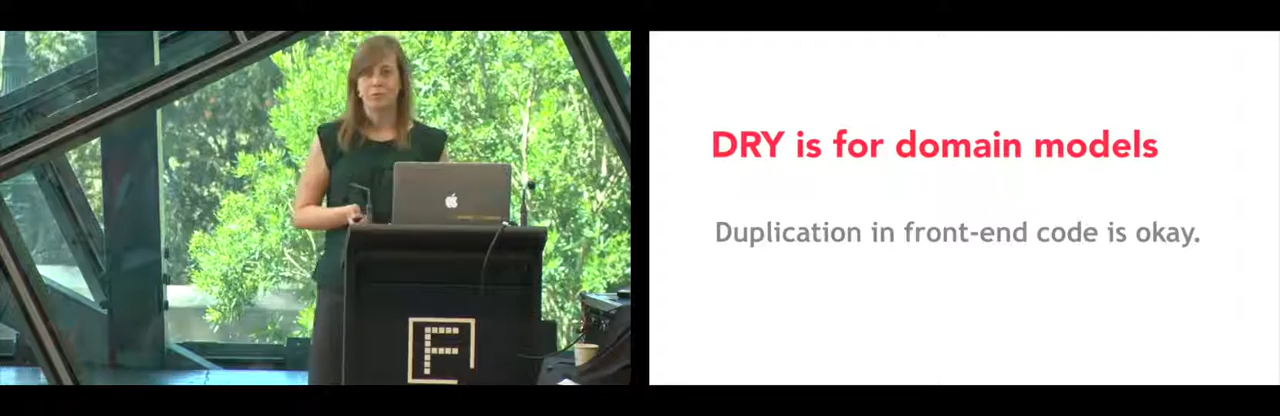 DRY is for domain models
Duplication in front-end code is okay.
F